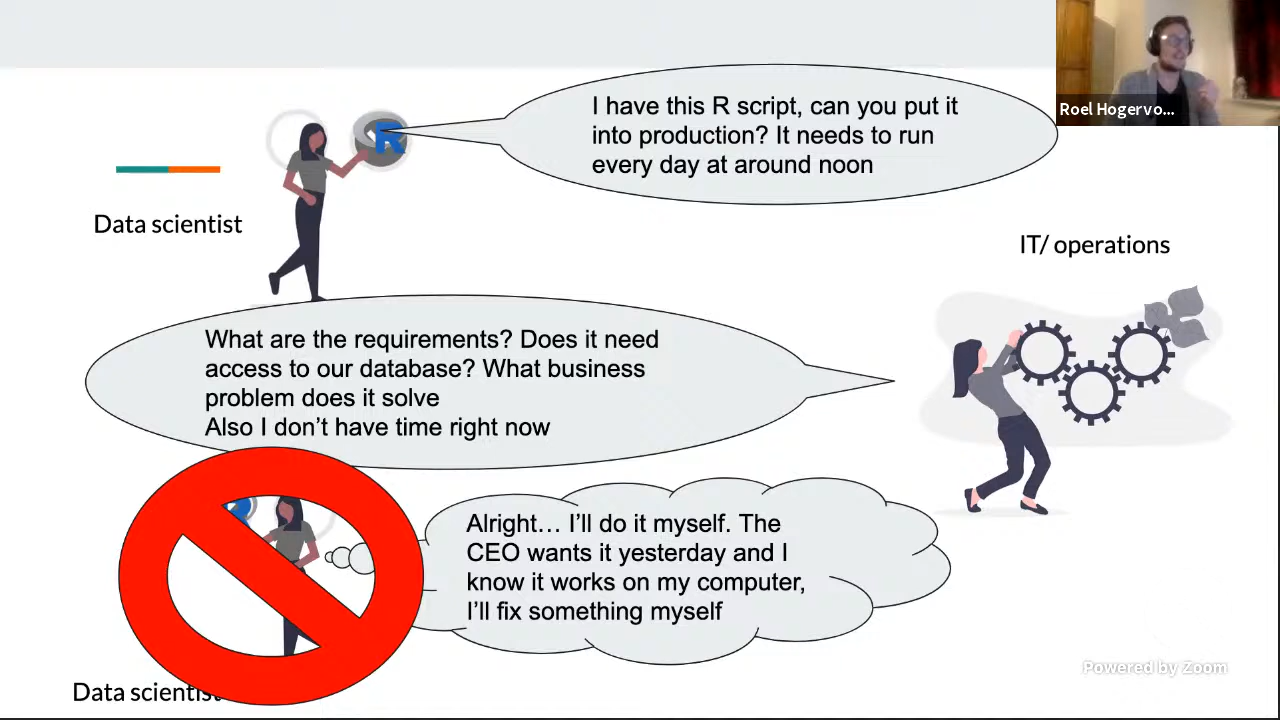 I have this R script, can you put it
into production? It needs to run
every day at around noon
Roel Hogervo...
R
Data scientist
IT/ operations
What are the requirements? Does it need
access to our database? What business
problem does it solve
Also I don’t have time right now
Alright… I’ll do it myself. The
CEO wants it yesterday and I
know it works on my computer,
I’ll fix something myself
Powered by Zoom
Data scientist